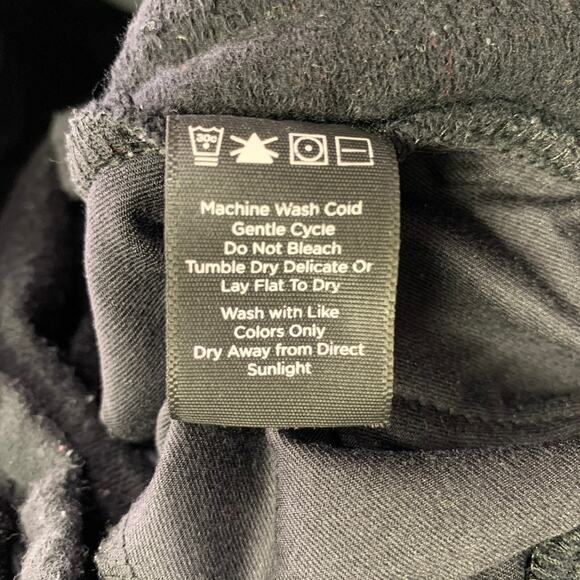 30°
Machine Wash Cold
Gentle Cycle
Do Not Bleach
Tumble Dry Delicate Or
Lay Flat To Dry
Wash with Like
Colors Only
Dry Away from Direct
Sunlight